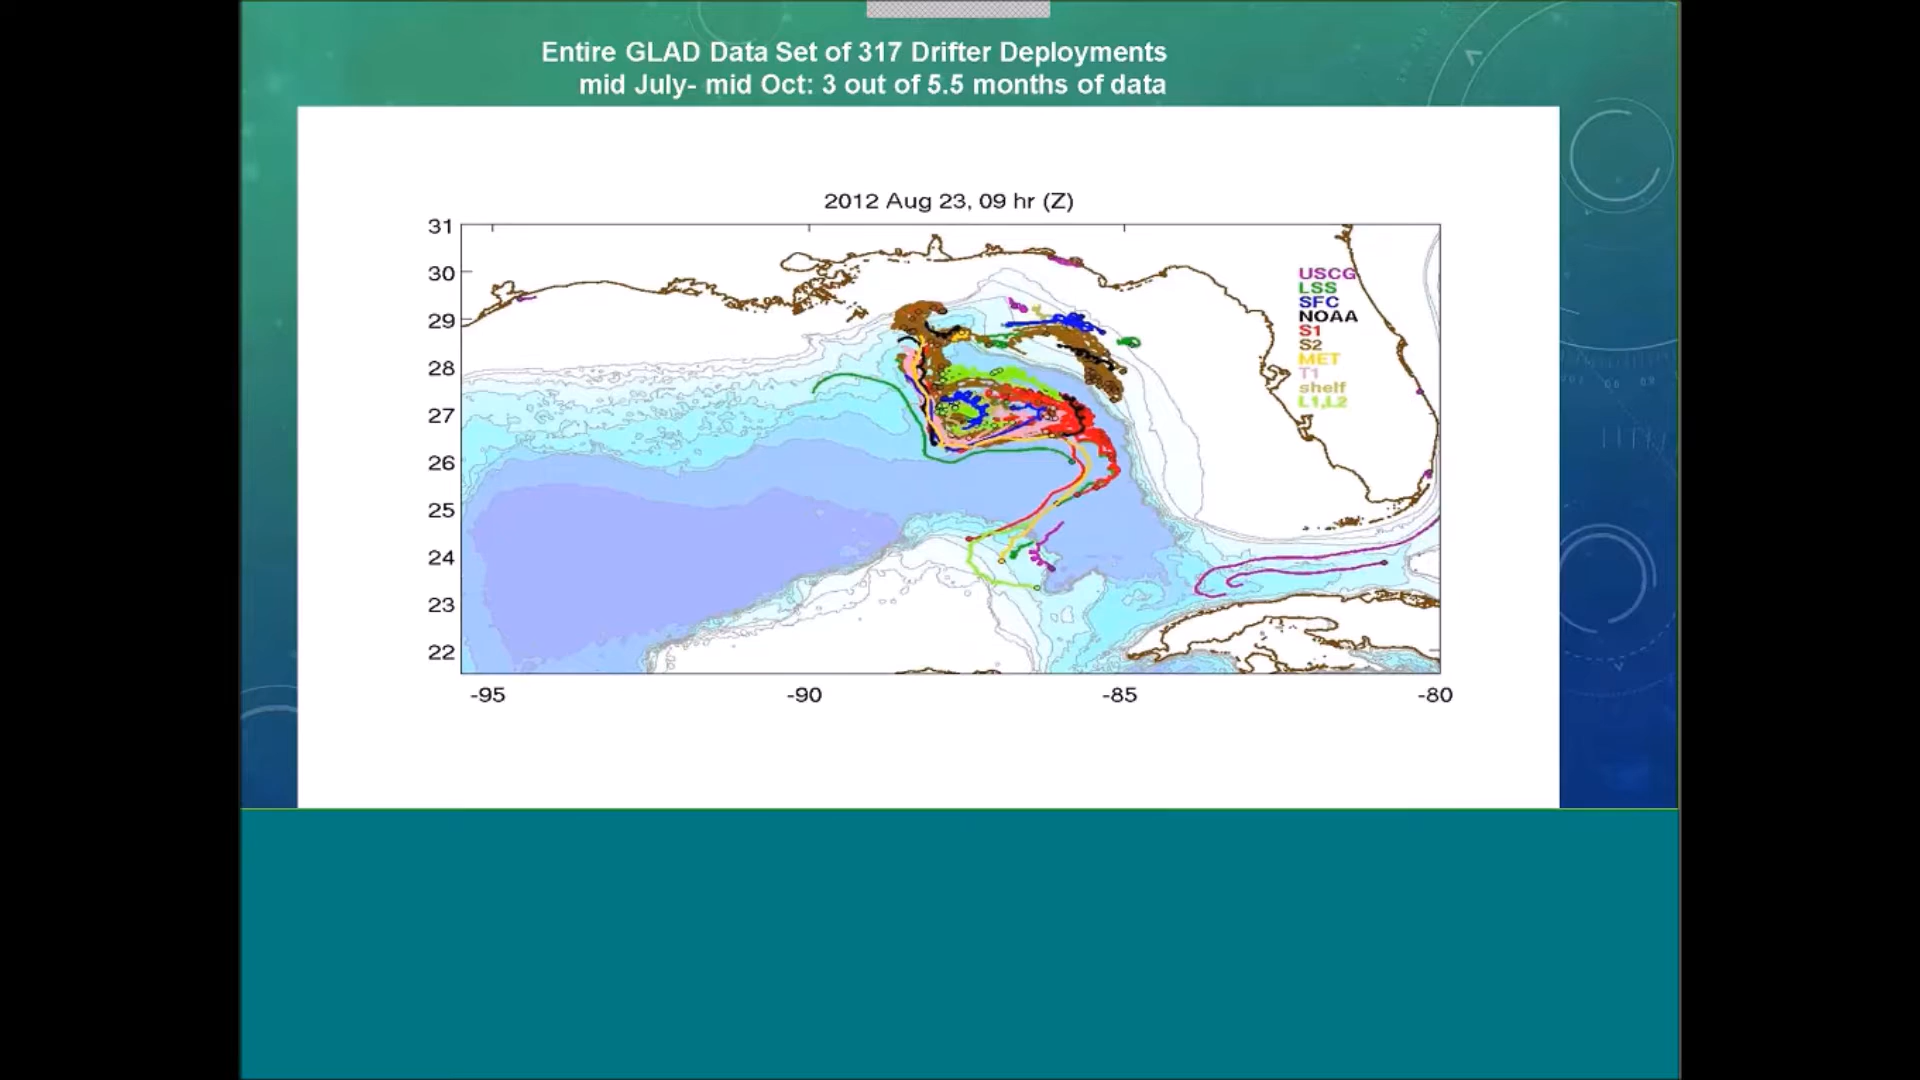 Entire GLAD Data Set of 317 Drifter Deployments
mid July- mid Oct: 3 out of 5.5 months of data
2012 Aug 23, 09 hr (Z)
31
30
29
28
27
26
25
24
23
22
USCG
LSS
SFC
NOAA
S1
S2
MET
T1
shelf
L1,L2
-95
-90
-85
-80